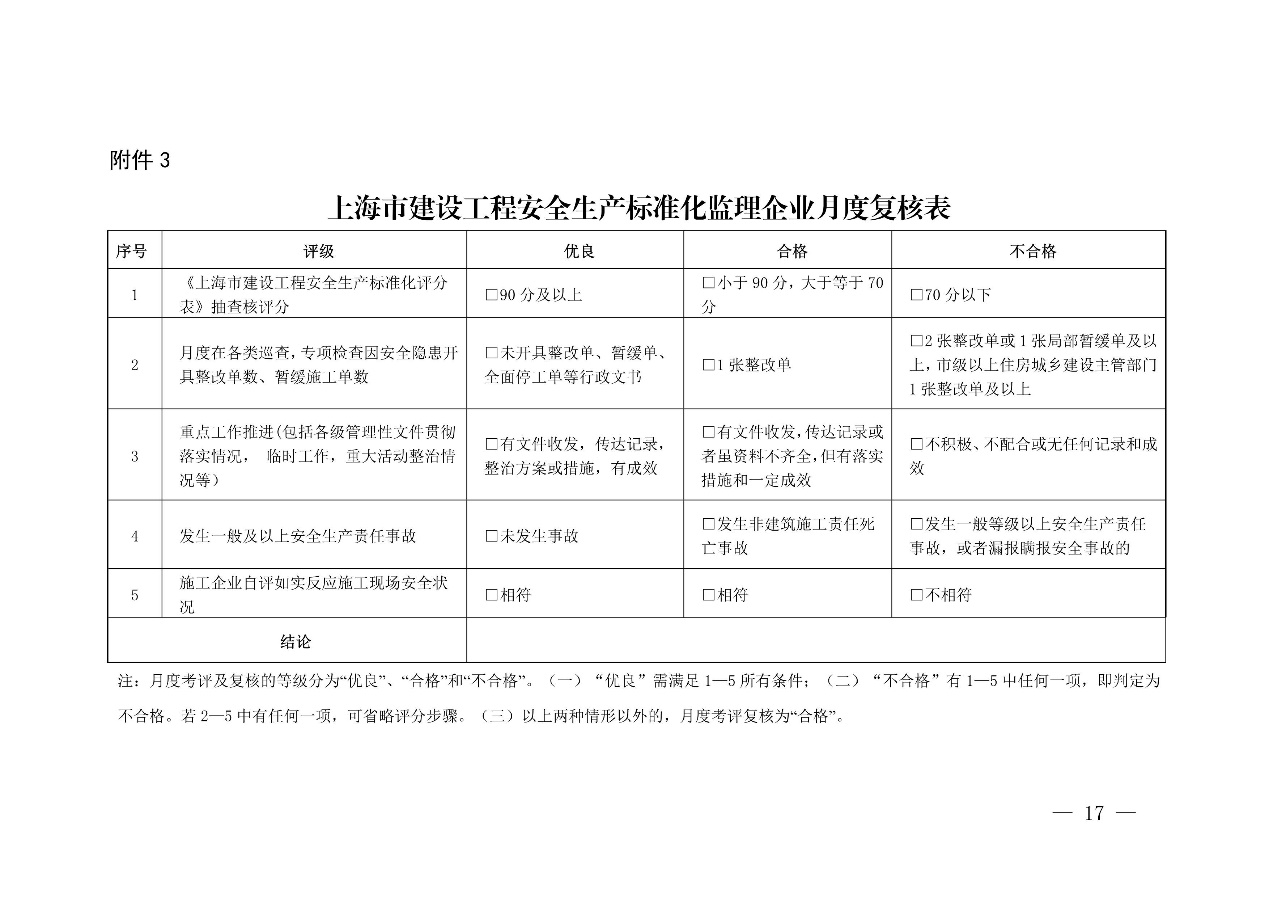 附件 3
上海市建设工程安全生产标准化监理企业月度复核表
序号 评级 优良 合格 不合格
1
《上海市建设工程安全生产标准化评分
表》抽查核评分
□90 分及以上
□小于 90 分，大于等于 70
分
□70 分以下
2
月度在各类巡查，专项检查因安全隐患开
具整改单数、暂缓施工单数
□未开具整改单、暂缓单、
全面停工单等行政文书
□1 张整改单
□2 张整改单或 1 张局部暂缓单及以
上，市级以上住房城乡建设主管部门
1 张整改单及以上
3
重点工作推进(包括各级管理性文件贯彻
落实情况， 临时工作，重大活动整治情
况等）
□有文件收发，传达记录，
整治方案或措施，有成效
□有文件收发，传达记录或
者虽资料不齐全，但有落实
措施和一定成效
□不积极、不配合或无任何记录和成
效
4
发生一般及以上安全生产责任事故
□未发生事故
□发生非建筑施工责任死
亡事故
□发生一般等级以上安全生产责任
事故，或者漏报瞒报安全事故的
5
施工企业自评如实反应施工现场安全状
况
□相符
□相符
□不相符
结论
注：月度考评及复核的等级分为“优良”、“合格”和“不合格”。（一）“优良”需满足 1—5 所有条件；（二）“不合格”有 1—5 中任何一项，即判定为
不合格。若 2—5 中有任何一项，可省略评分步骤。（三）以上两种情形以外的，月度考评复核为“合格”。
— 17 —